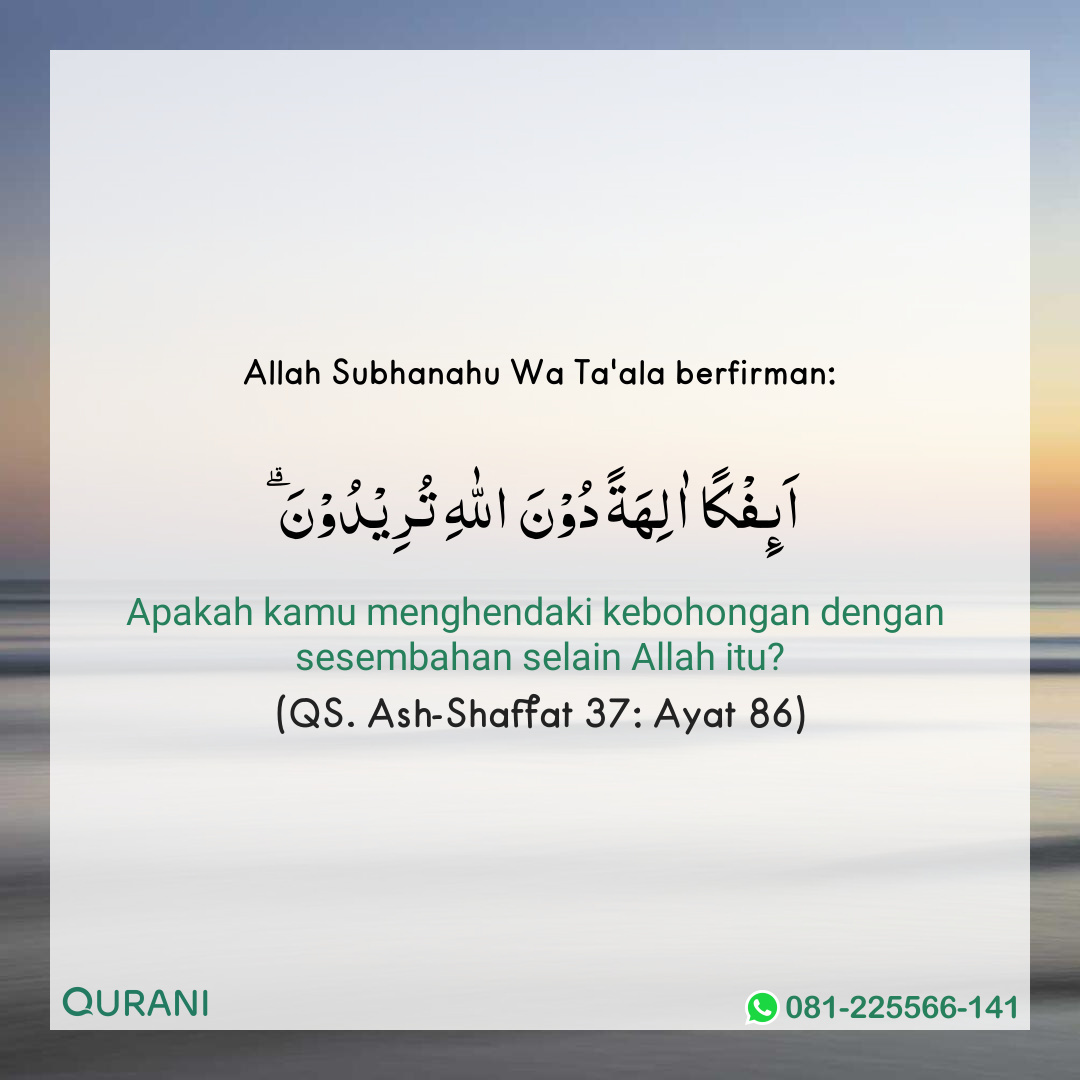 Allah Subhanahu Wa Ta'ala berfirman:
اَىِٕفْكًا اٰلِهَةً دُوْنَ اللّٰهِ تُرِيْدُوْنَۗ
Apakah kamu menghendaki kebohongan dengan
sesembahan selain Allah itu?
(QS. Ash-Shaffat 37: Ayat 86)
QURANI
081-225566-141